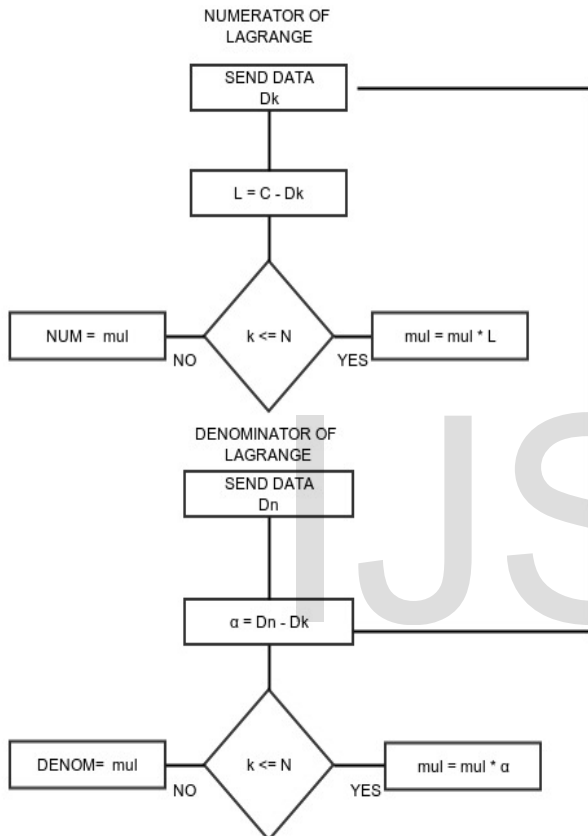 NUMERATOR OF
LAGRANGE
SEND DATA
Dk
L = C - Dk
k <= N
NUM = mul
NO
YES
mul = mul * L
DENOMINATOR OF
LAGRANGE
SEND DATA
Dn
α = Dn - Dk
k <= N
DENOM= mul
NO
YES
mul = mul * α
IJS